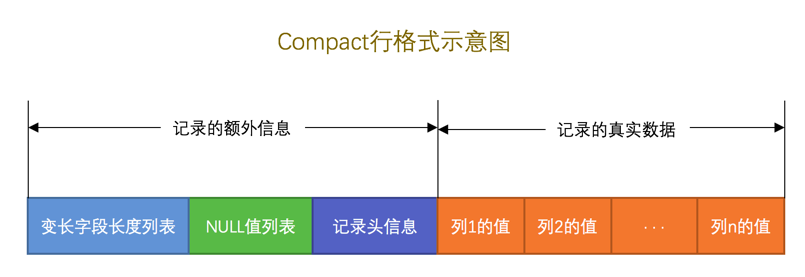 Compact行格式示意图
记录的额外信息
记录的真实数据
变长字段长度列表
NULL值列表
记录头信息
列1的值
列2的值
...
列n的值